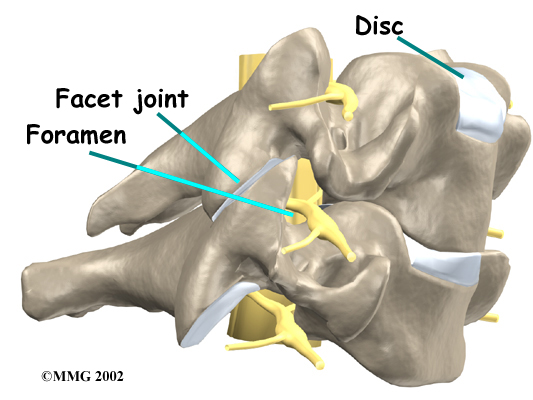 Disc
Facet joint
Foramen
©MMG 2002